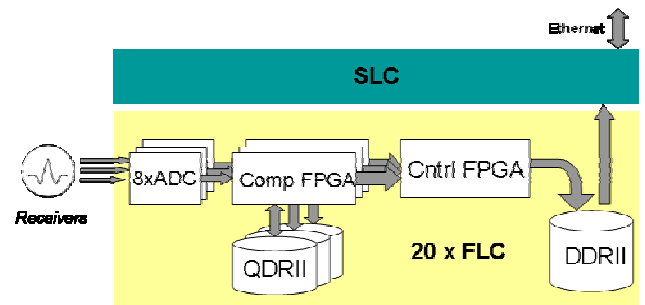 Ethernet
SLC
8xADC
Comp FPGA
Cntrl FPGA
Receivers
QDRII
20 x FLC
DDRII